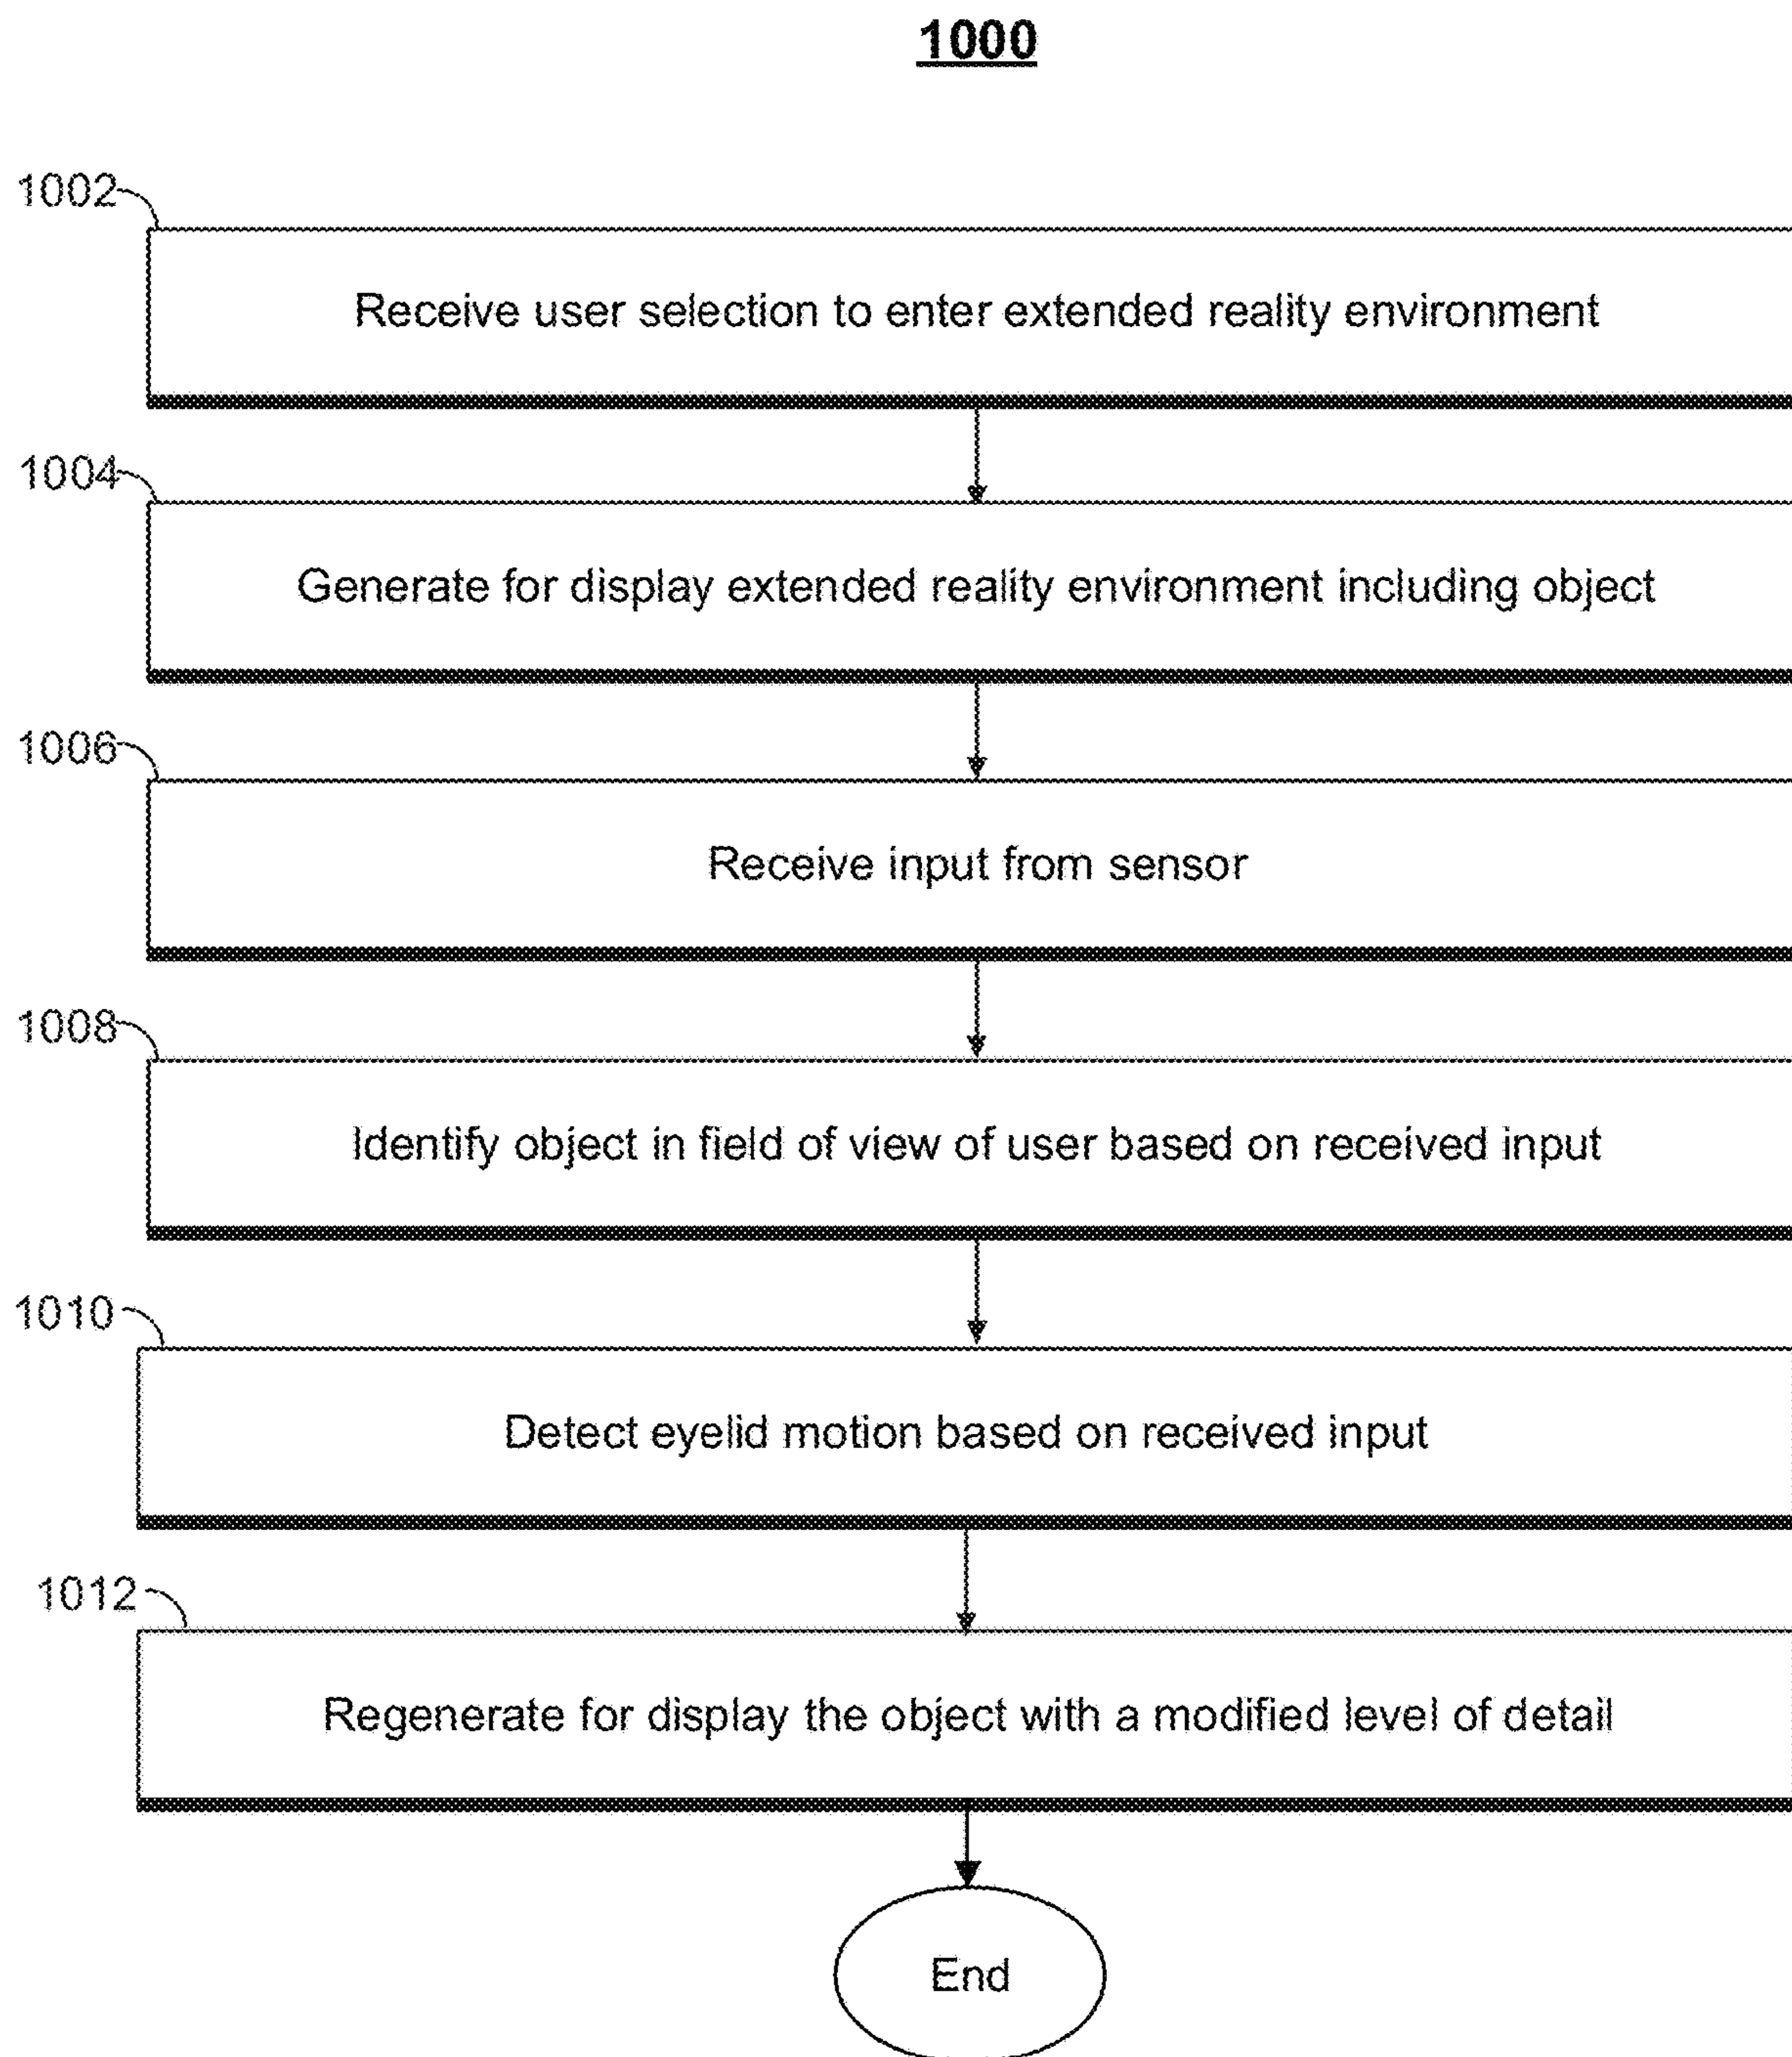 1000
1002
Receive user selection to enter extended reality environment
1004
Generate for display extended reality environment including object
1006
Receive input from sensor
1008
Identify object in field of view of user based on received input
1010
Detect eyelid motion based on received input
1012
Regenerate for display the object with a modified level of detail
End